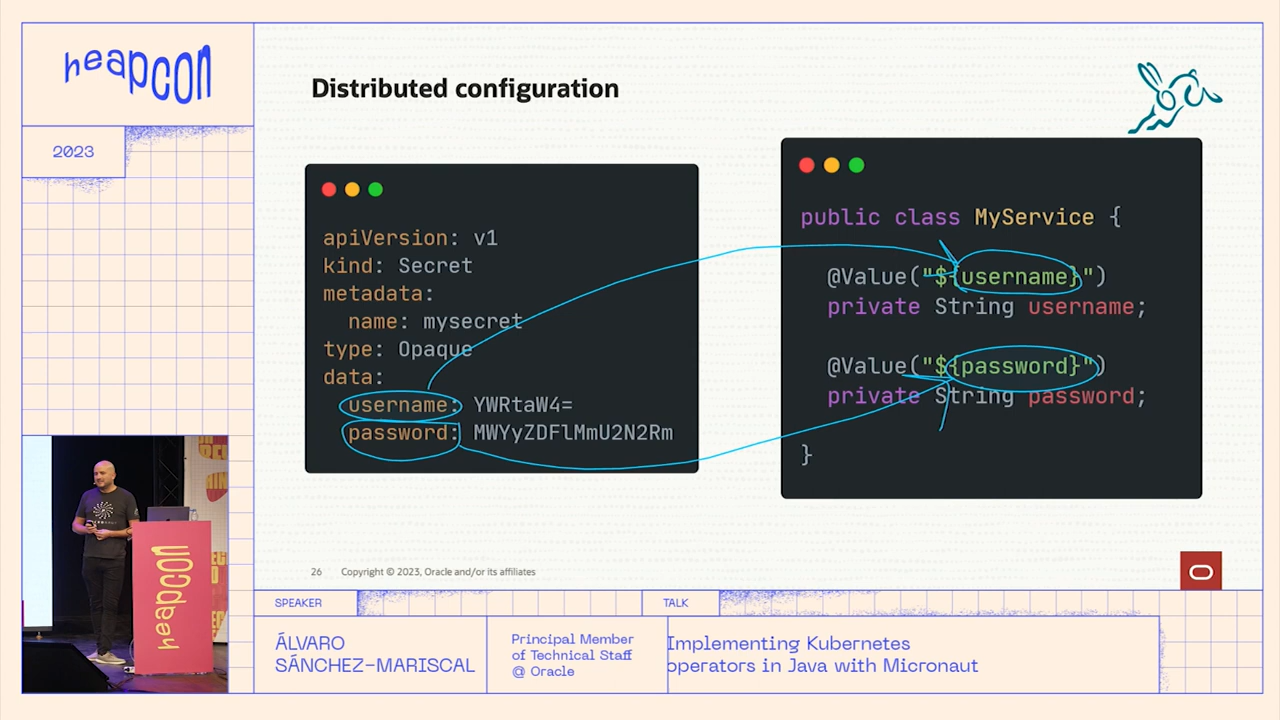 heapcon
2023
Distributed configuration
apiVersion: v1
kind: Secret
metadata:
  name: mysecret
type: Opaque
data:
  username: YWRtaW4=
  password: MWYyZDFlMmU2N2Rm
public class MyService {
  @Value("${username}")
  private String username;
  @Value("${password}")
  private String password;
}
26 Copyright © 2023, Oracle and/or its affiliates
heapcon
SPEAKER
ÁLVARO
SÁNCHEZ-MARISCAL
Principal Member
of Technical Staff
@ Oracle
TALK
Implementing Kubernetes
operators in Java with Micronaut